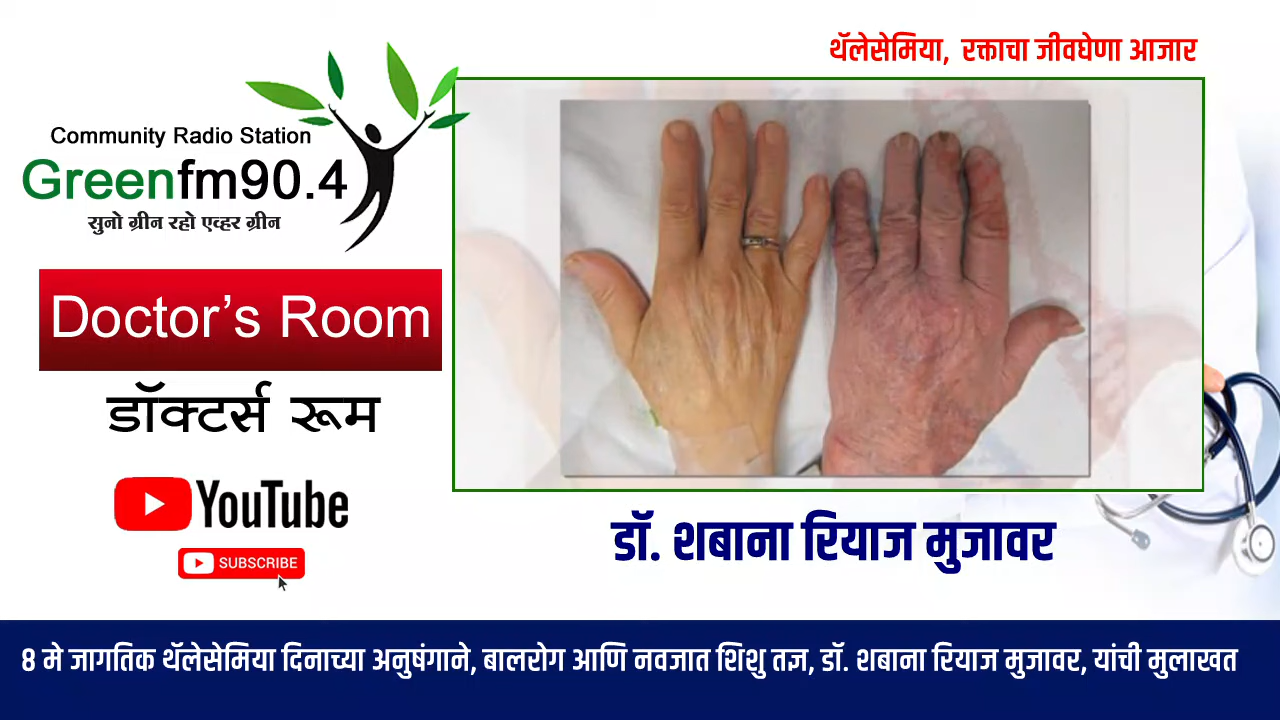 थॅलेसेमिया, रक्ताचा जीवघेणा आजार
Community Radio Station
Greenfm90.4
सुनो ग्रीन रहो एव्हर ग्रीन
Doctor's Room
डॉक्टर्स रूम
YouTube
SUBSCRIBE
डॉ. शबाना रियाज मुजावर
8 मे जागतिक थॅलेसेमिया दिनाच्या अनुषंगाने, बालरोग आणि नवजात शिशु तज्ञ, डॉ. शबाना रियाज मुजावर, यांची मुलाखत